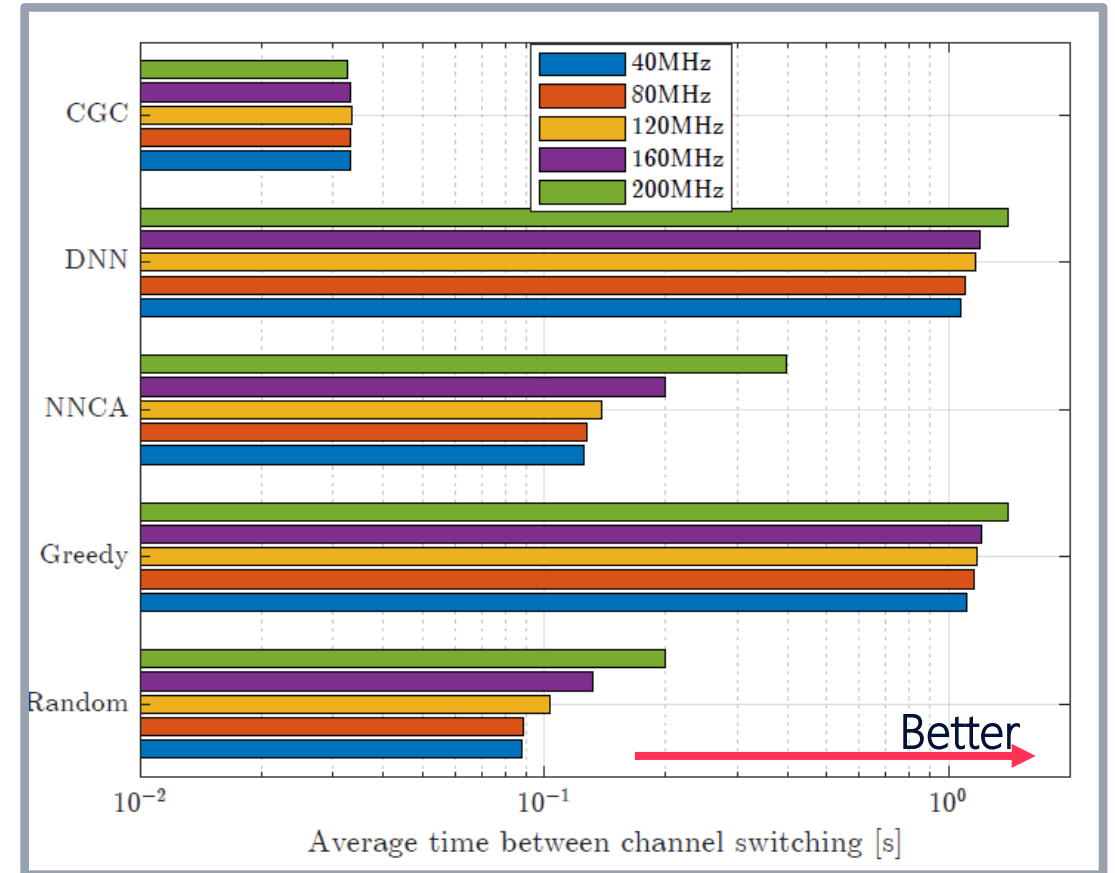 40MHz
80MHz
120MHz
160MHz
200MHz
CGC
DNN
NNCA
Greedy
Random
Better
10^-2 10^-1 10^0
Average time between channel switching [s]